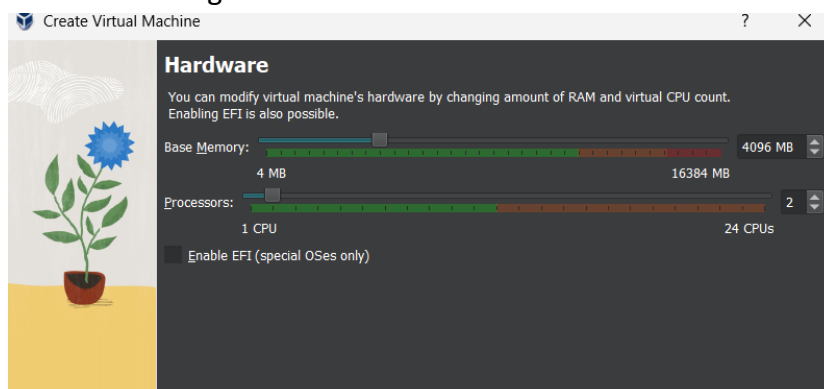 Create Virtual Machine ? X
Hardware
You can modify virtual machine's hardware by changing amount of RAM and virtual CPU count.
Enabling EFI is also possible.
Base Memory: 4096 MB
4 MB 16384 MB
Processors: 2
1 CPU 24 CPUs
Enable EFI (special OSes only)